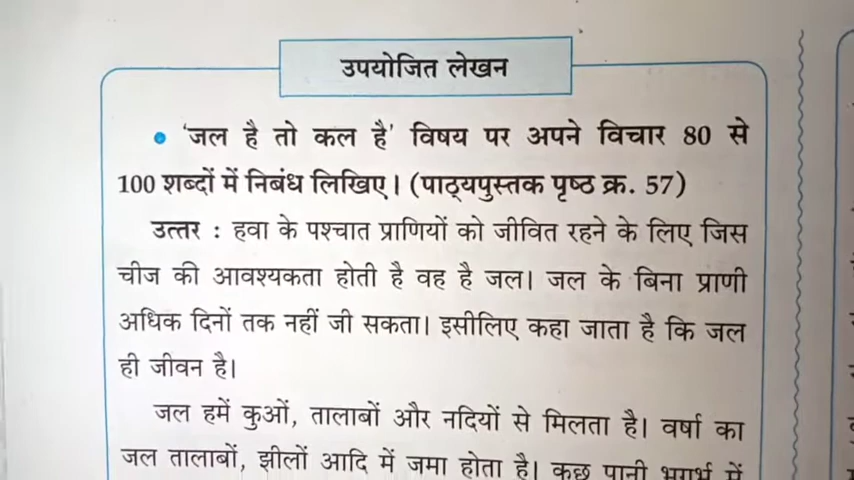 उपयोजित लेखन
• 'जल है तो कल है' विषय पर अपने विचार 80 से
100 शब्दों में निबंध लिखिए। (पाठ्यपुस्तक पृष्ठ क्र. 57)
उत्तर : हवा के पश्चात प्राणियों को जीवित रहने के लिए जिस
चीज की आवश्यकता होती है वह है जल। जल के बिना प्राणी
अधिक दिनों तक नहीं जी सकता। इसीलिए कहा जाता है कि जल
ही जीवन है।
जल हमें कुओं, तालाबों और नदियों से मिलता है। वर्षा का
जल तालाबों, झीलों आदि में जमा होता है। कुछ पानी भूगर्भ में